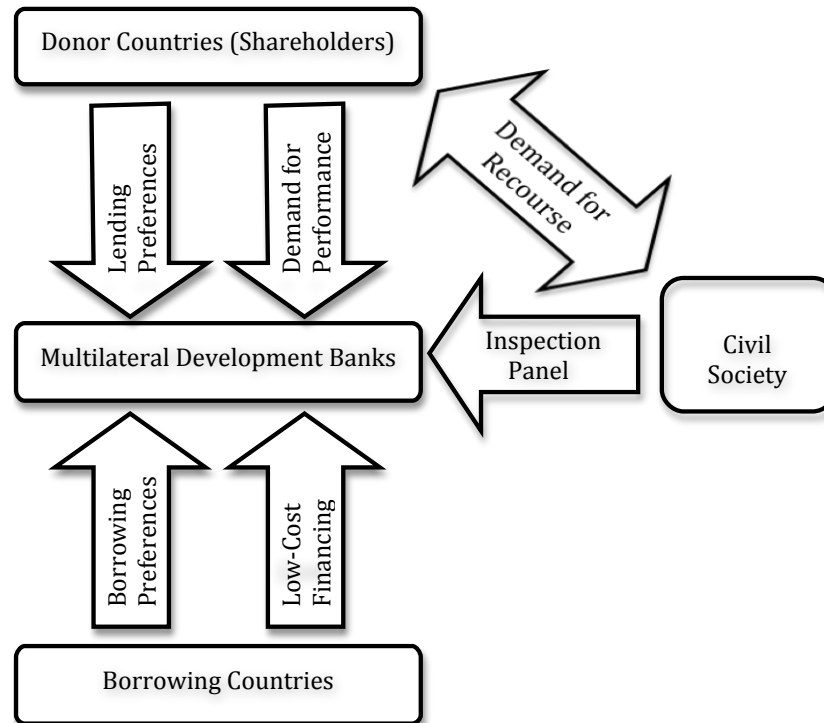 Donor Countries (Shareholders)
Lending
Preferences
Demand for
Performance
Demand for
Recourse
Multilateral Development Banks
Inspection
Panel
Civil
Society
Borrowing
Preferences
Low-Cost
Financing
Borrowing Countries